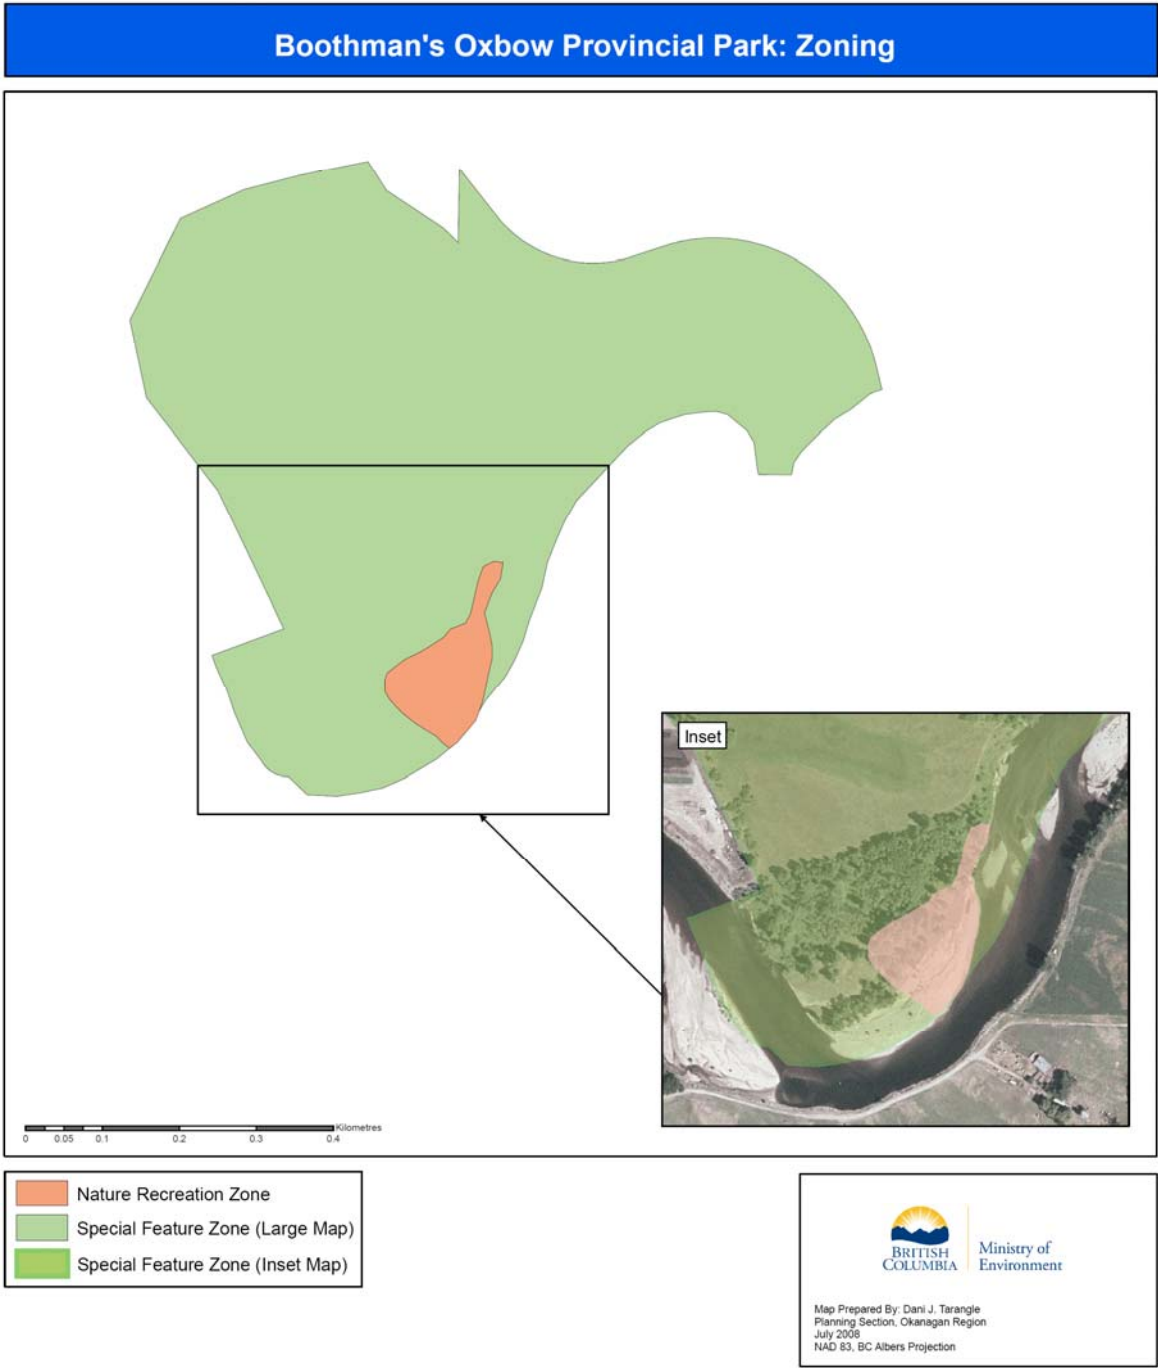 Boothman's Oxbow Provincial Park: Zoning
Inset
Kilometres
0 0.05 0.1 0.2 0.3 0.4
Nature Recreation Zone
Special Feature Zone (Large Map)
Special Feature Zone (Inset Map)
BRITISH
COLUMBIA
Ministry of
Environment
Map Prepared By: Dani J. Tarangle
Planning Section, Okanagan Region
July 2008
NAD 83, BC Albers Projection